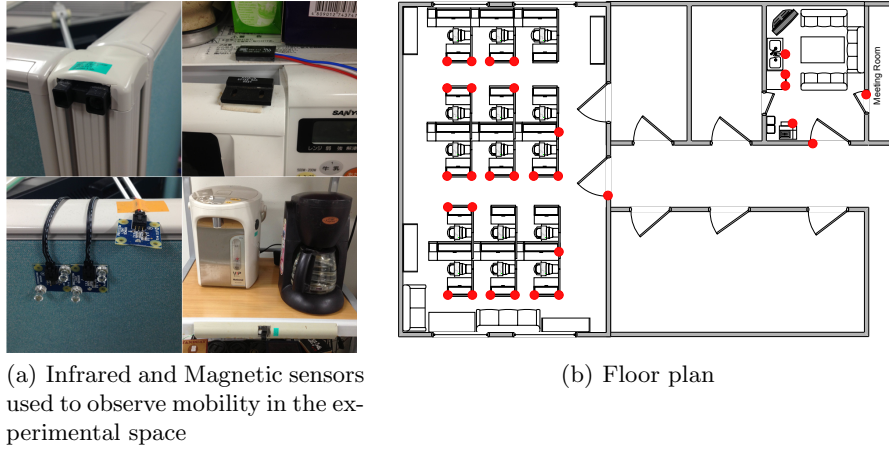 SANYO
Meeting Room
(a) Infrared and Magnetic sensors
used to observe mobility in the ex-
perimental space
(b) Floor plan